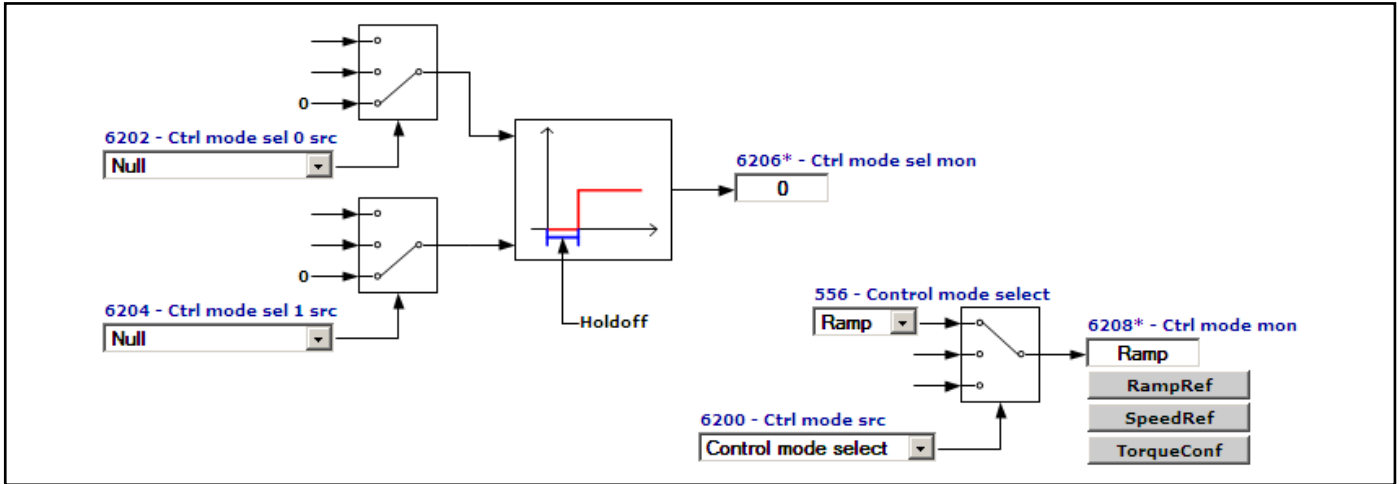 0
6202 - Ctrl mode sel 0 src
Null
6206* - Ctrl mode sel mon
0
0
6204 - Ctrl mode sel 1 src
Null
Holdoff
556 - Control mode select
Ramp
6208* - Ctrl mode mon
Ramp
RampRef
SpeedRef
TorqueConf
6200 - Ctrl mode src
Control mode select